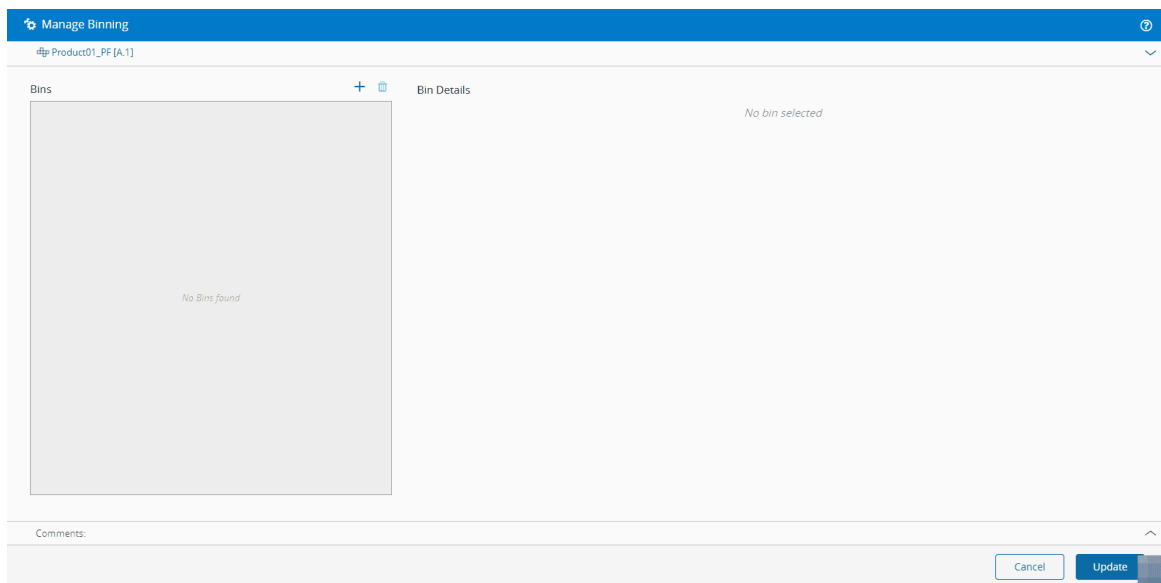 Manage Binning
Product01_PF [A.1]
Bins
Bin Details
No bin selected
No Bins found
Comments:
Cancel
Update